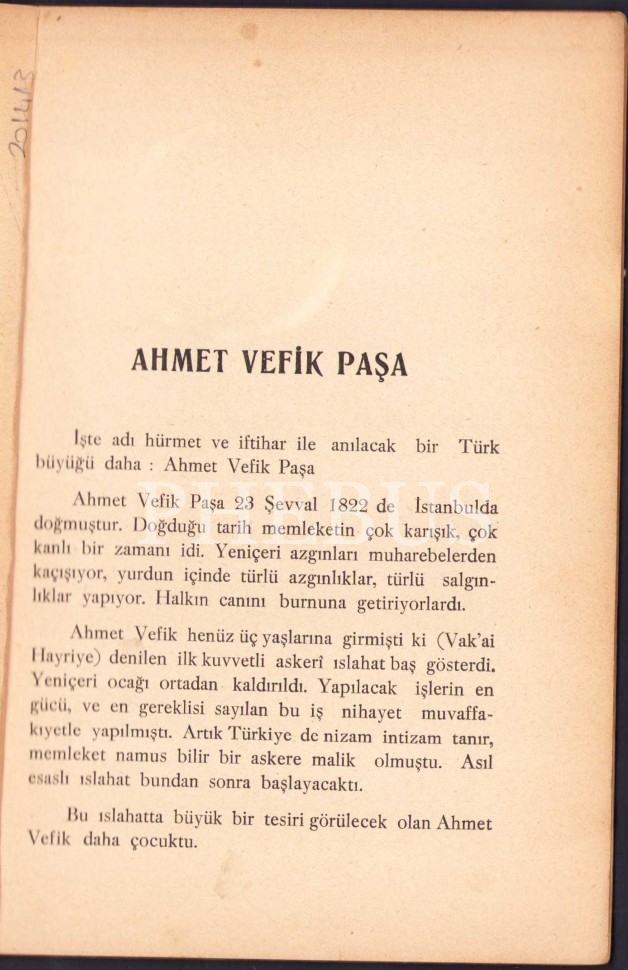 201413
AHMET VEFİK PAŞA
İşte adı hürmet ve iftihar ile anılacak bir Türk
büyüğü daha : Ahmet Vefik Paşa
Ahmet Vefik Paşa 23 Şevval 1822 de İstanbulda
doğmuştur. Doğduğu tarih memleketin çok karışık, çok
kanlı bir zamanı idi. Yeniçeri azgınları muharebelerden
kaçışıyor, yurdun içinde türlü azgınlıklar, türlü salgın-
lıklar yapıyor. Halkın canını burnuna getiriyorlardı.
Ahmet Vefik henüz üç yaşlarına girmişti ki (Vak'ai
Hayriye) denilen ilk kuvvetli askerî ıslahat baş gösterdi.
Yeniçeri ocağı ortadan kaldırıldı. Yapılacak işlerin en
gücü, ve en gereklisi sayılan bu iş nihayet muvaffa-
kıyetle yapılmıştı. Artık Türkiye de nizam intizam tanır,
memleket namus bilir bir askere malik olmuştu. Asıl
esaslı ıslahat bundan sonra başlayacaktı.
Bu ıslahatta büyük bir tesiri görülecek olan Ahmet
Vefik daha çocuktu.
PHEBUS